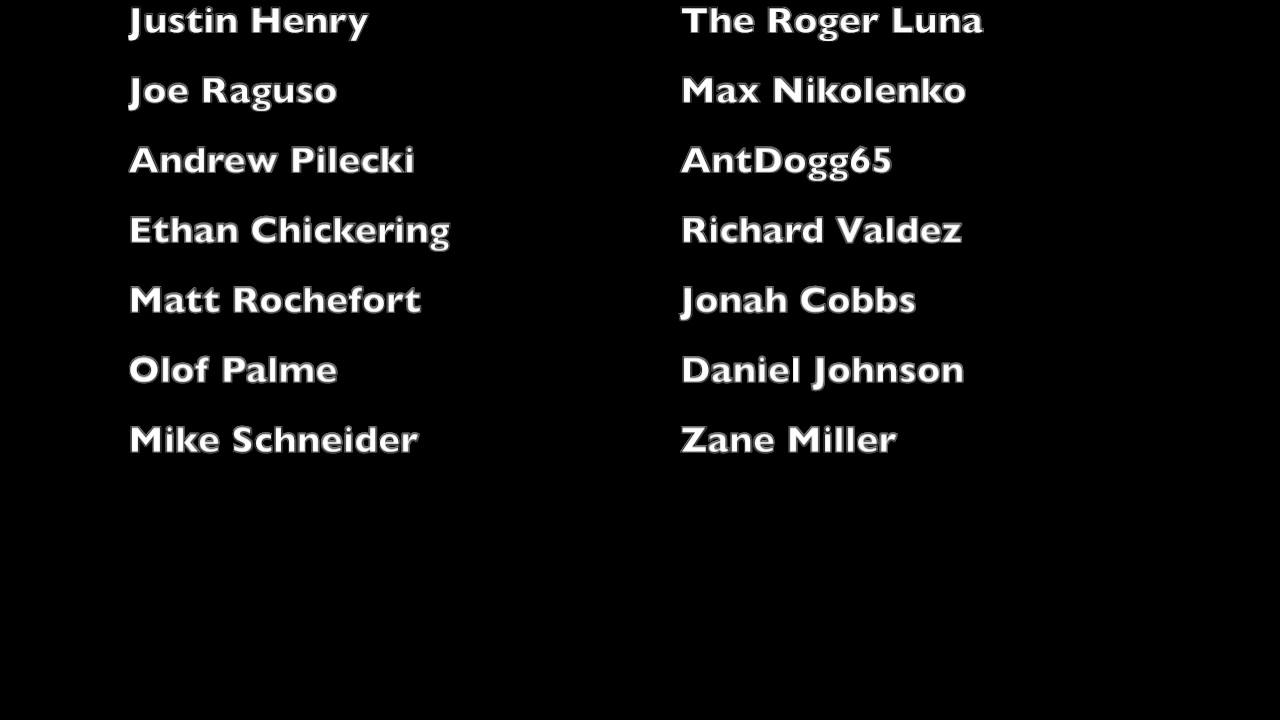 Justin Henry
The Roger Luna
Joe Raguso
Max Nikolenko
Andrew Pilecki
AntDogg65
Ethan Chickering
Richard Valdez
Matt Rochefort
Jonah Cobbs
Olof Palme
Daniel Johnson
Mike Schneider
Zane Miller